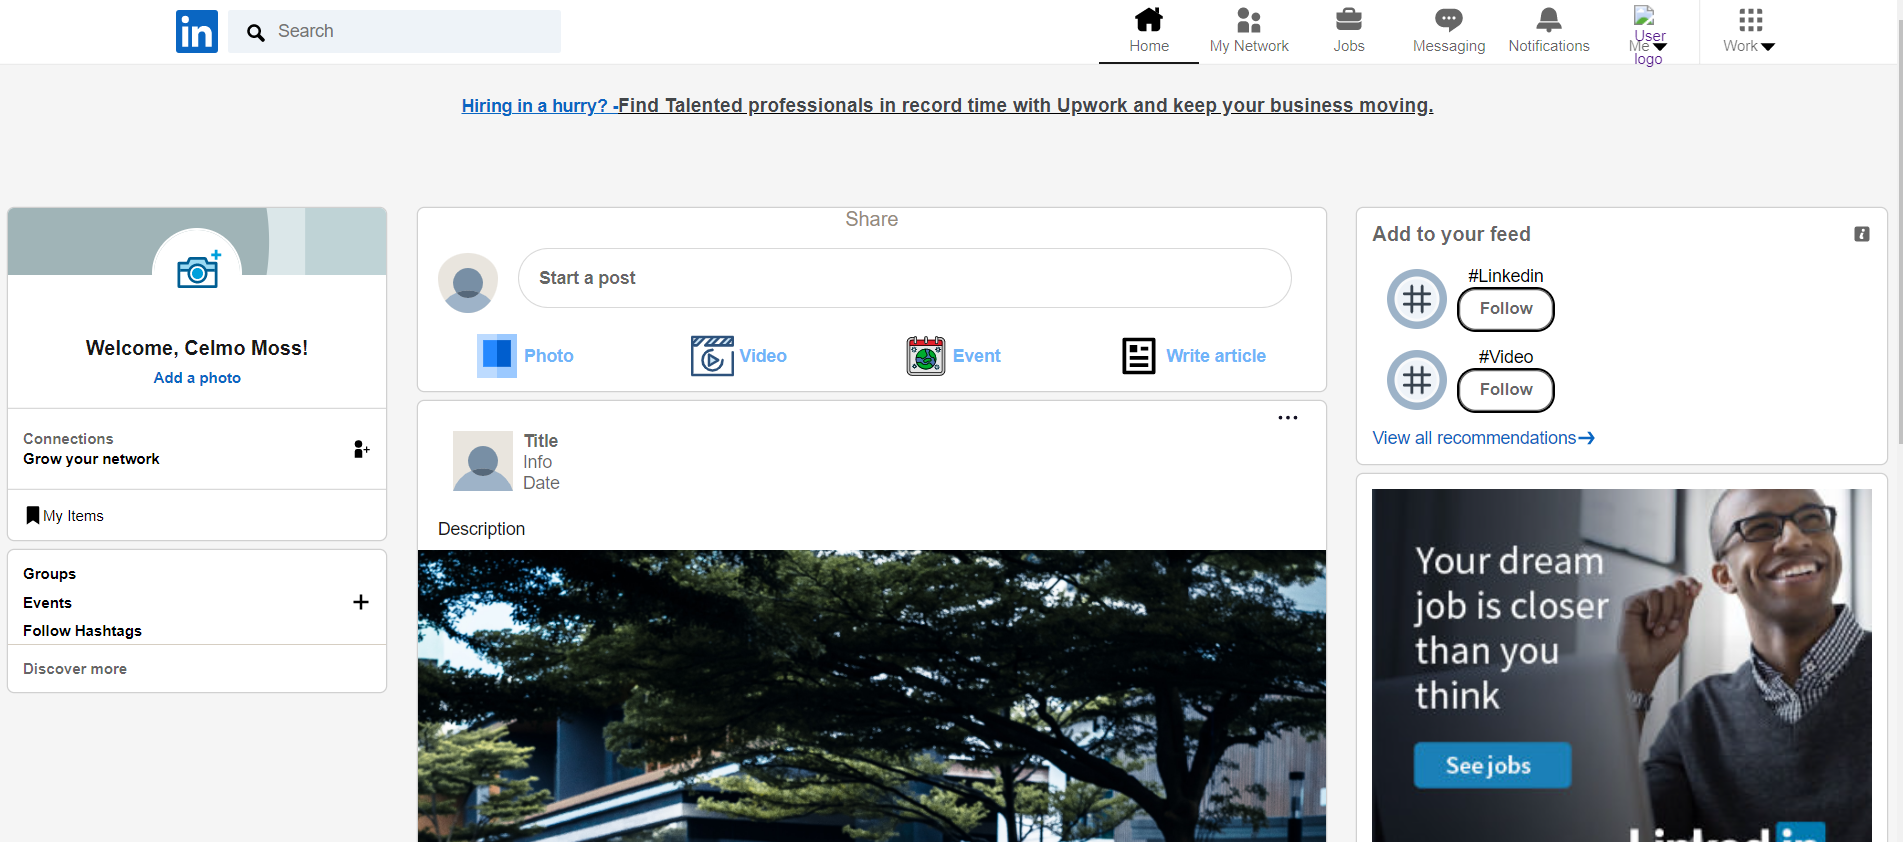 in
Search
Home
My Network
Jobs
Messaging
Notifications
User
logo
Me
Work
Hiring in a hurry? -Find Talented professionals in record time with Upwork and keep your business moving.
Welcome, Celmo Moss!
Add a photo
Connections
Grow your network
My Items
Groups
Events
Follow Hashtags
Discover more
Share
Start a post
Photo
Video
Event
Write article
Title
Info
Date
Description
Add to your feed
#Linkedin
Follow
#Video
Follow
View all recommendations
Your dream
job is closer
than you
think
See jobs
Linked in